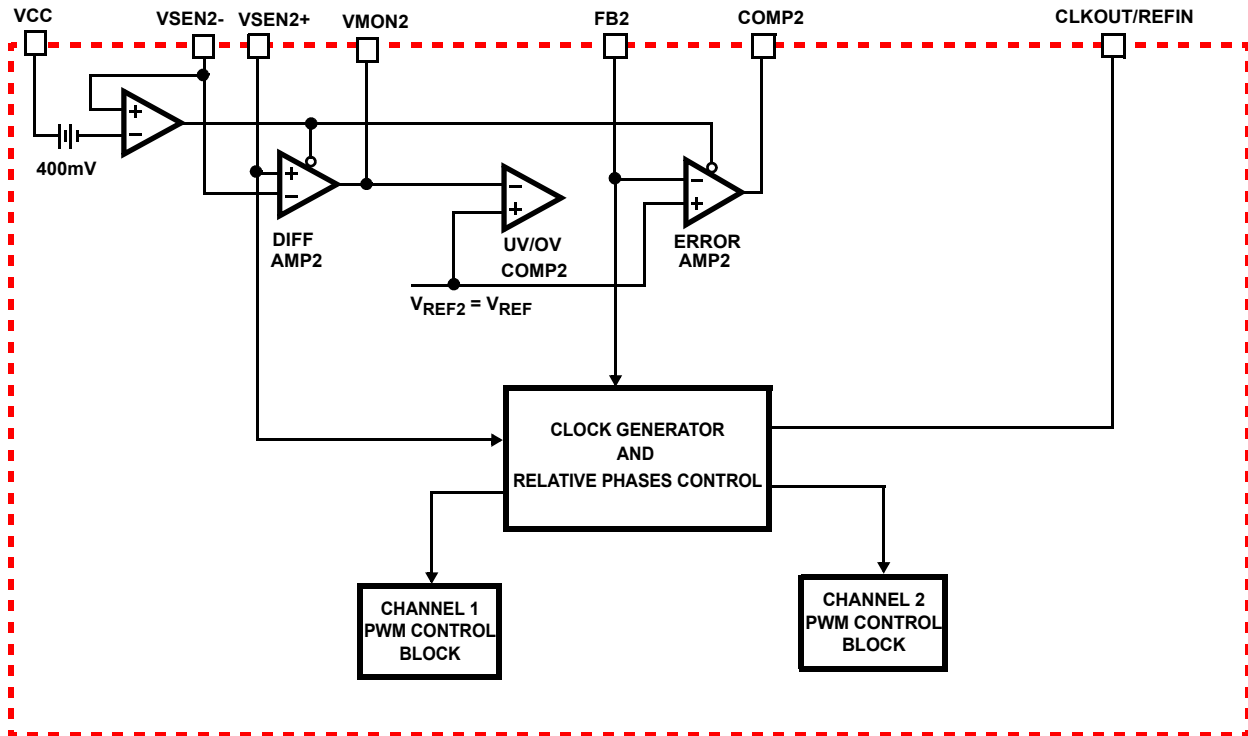 VCC
VSEN2-
VSEN2+
VMON2
FB2
COMP2
CLKOUT/REFIN
+
−
400mV
+
−
DIFF
AMP2
−
+
UV/OV
COMP2
−
+
ERROR
AMP2
VREF2 = VREF
CLOCK GENERATOR
AND
RELATIVE PHASES CONTROL
CHANNEL 1
PWM CONTROL
BLOCK
CHANNEL 2
PWM CONTROL
BLOCK